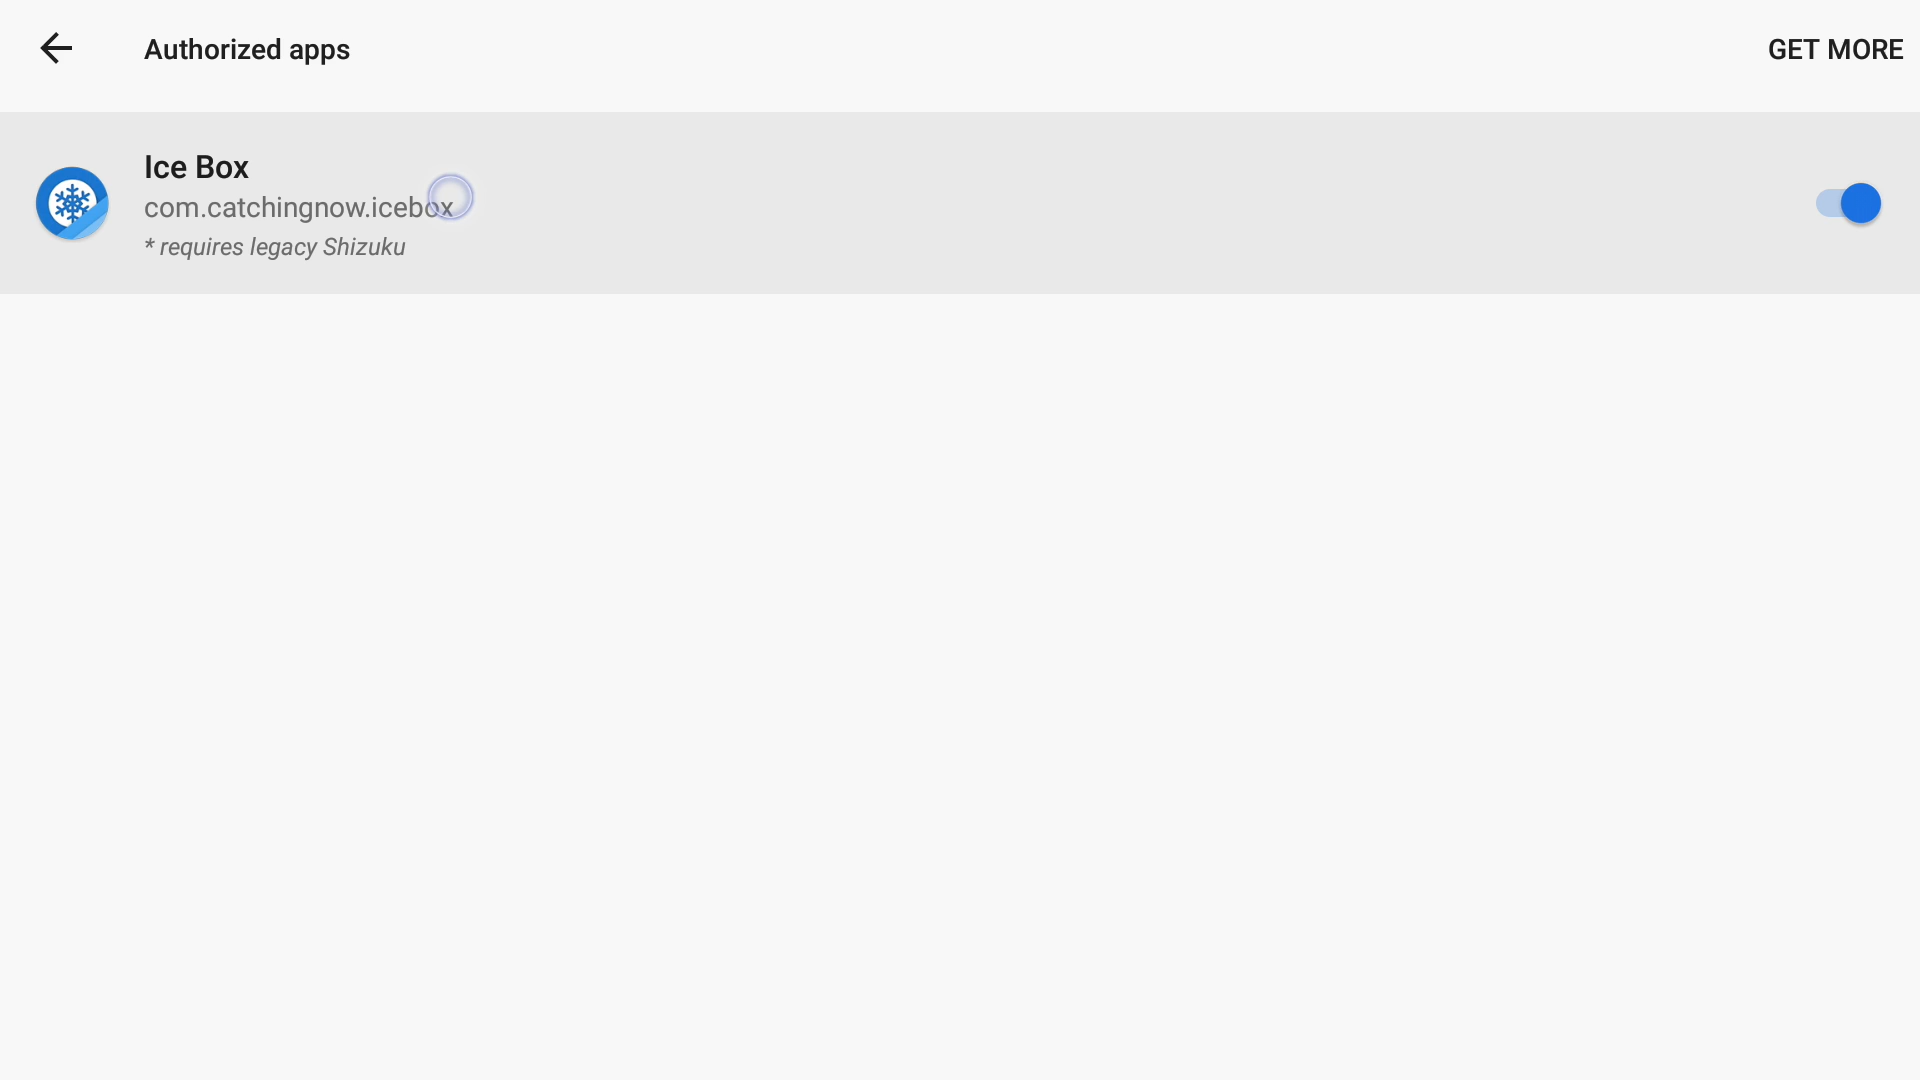 Authorized apps
GET MORE
Ice Box
com.catchingnow.icebox
* requires legacy Shizuku